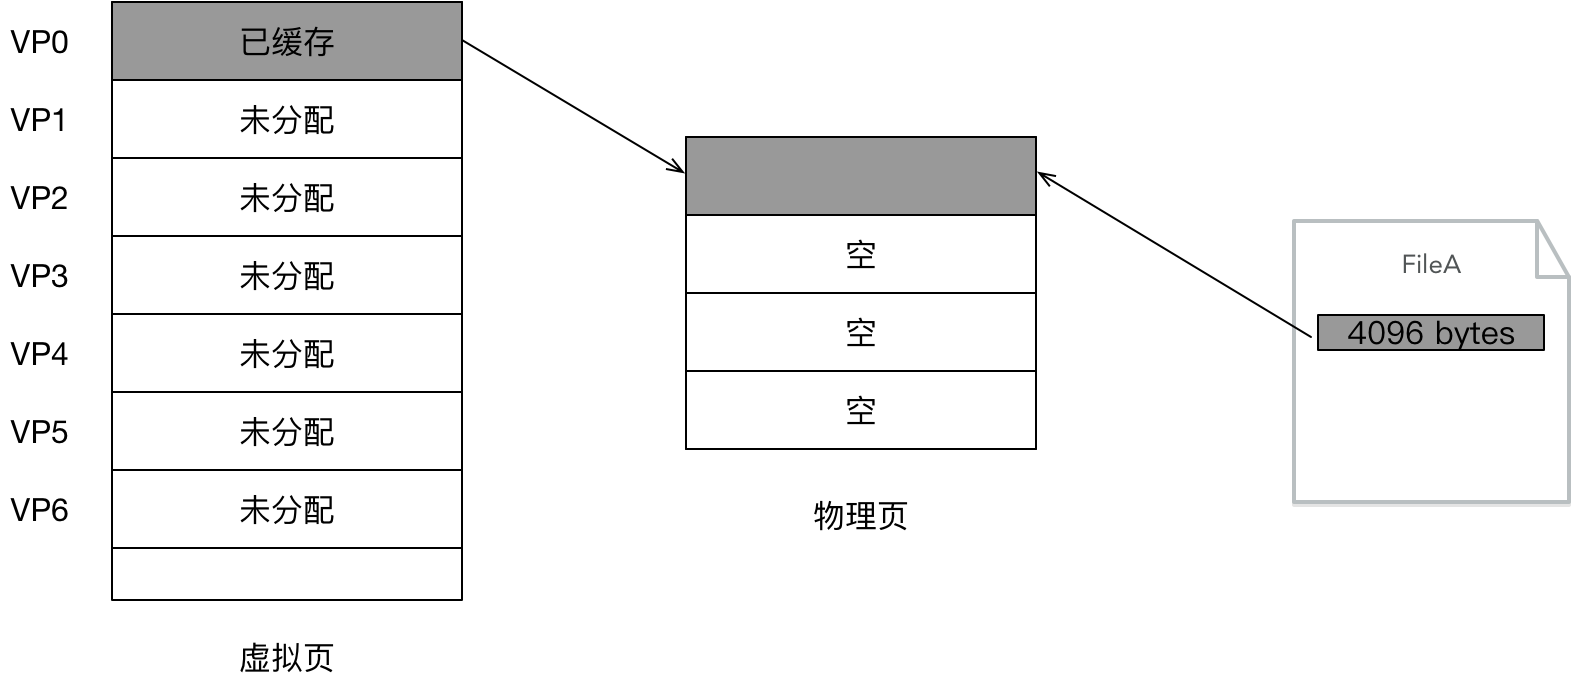 VP0 已缓存
VP1 未分配
VP2 未分配
VP3 未分配
VP4 未分配
VP5 未分配
VP6 未分配
虚拟页
空
空
空
物理页
FileA
4096 bytes